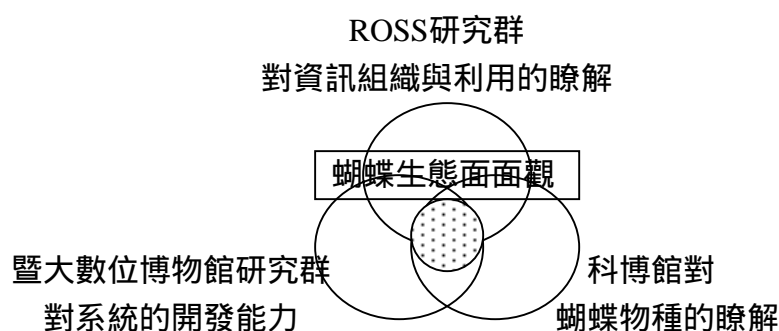 ROSS研究群
對資訊組織與利用的瞭解
蝴蝶生態面面觀
暨大數位博物館研究群
對系統的開發能力
科博館對
蝴蝶物種的瞭解